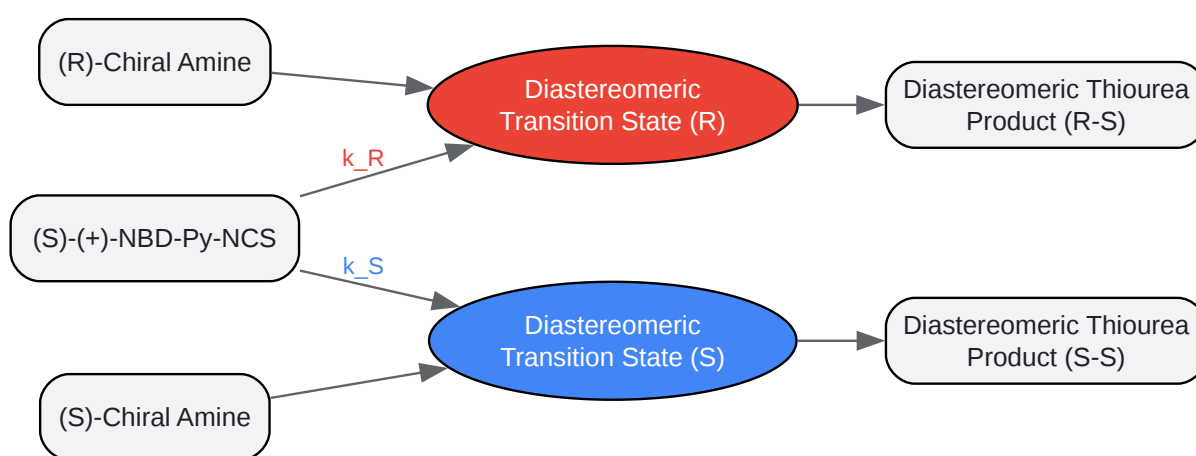 (R)-Chiral Amine
Diastereomeric
Transition State (R)
Diastereomeric Thiourea
Product (R-S)
k_R
(S)-(+)-NBD-Py-NCS
k_S
Diastereomeric
Transition State (S)
Diastereomeric Thiourea
Product (S-S)
(S)-Chiral Amine